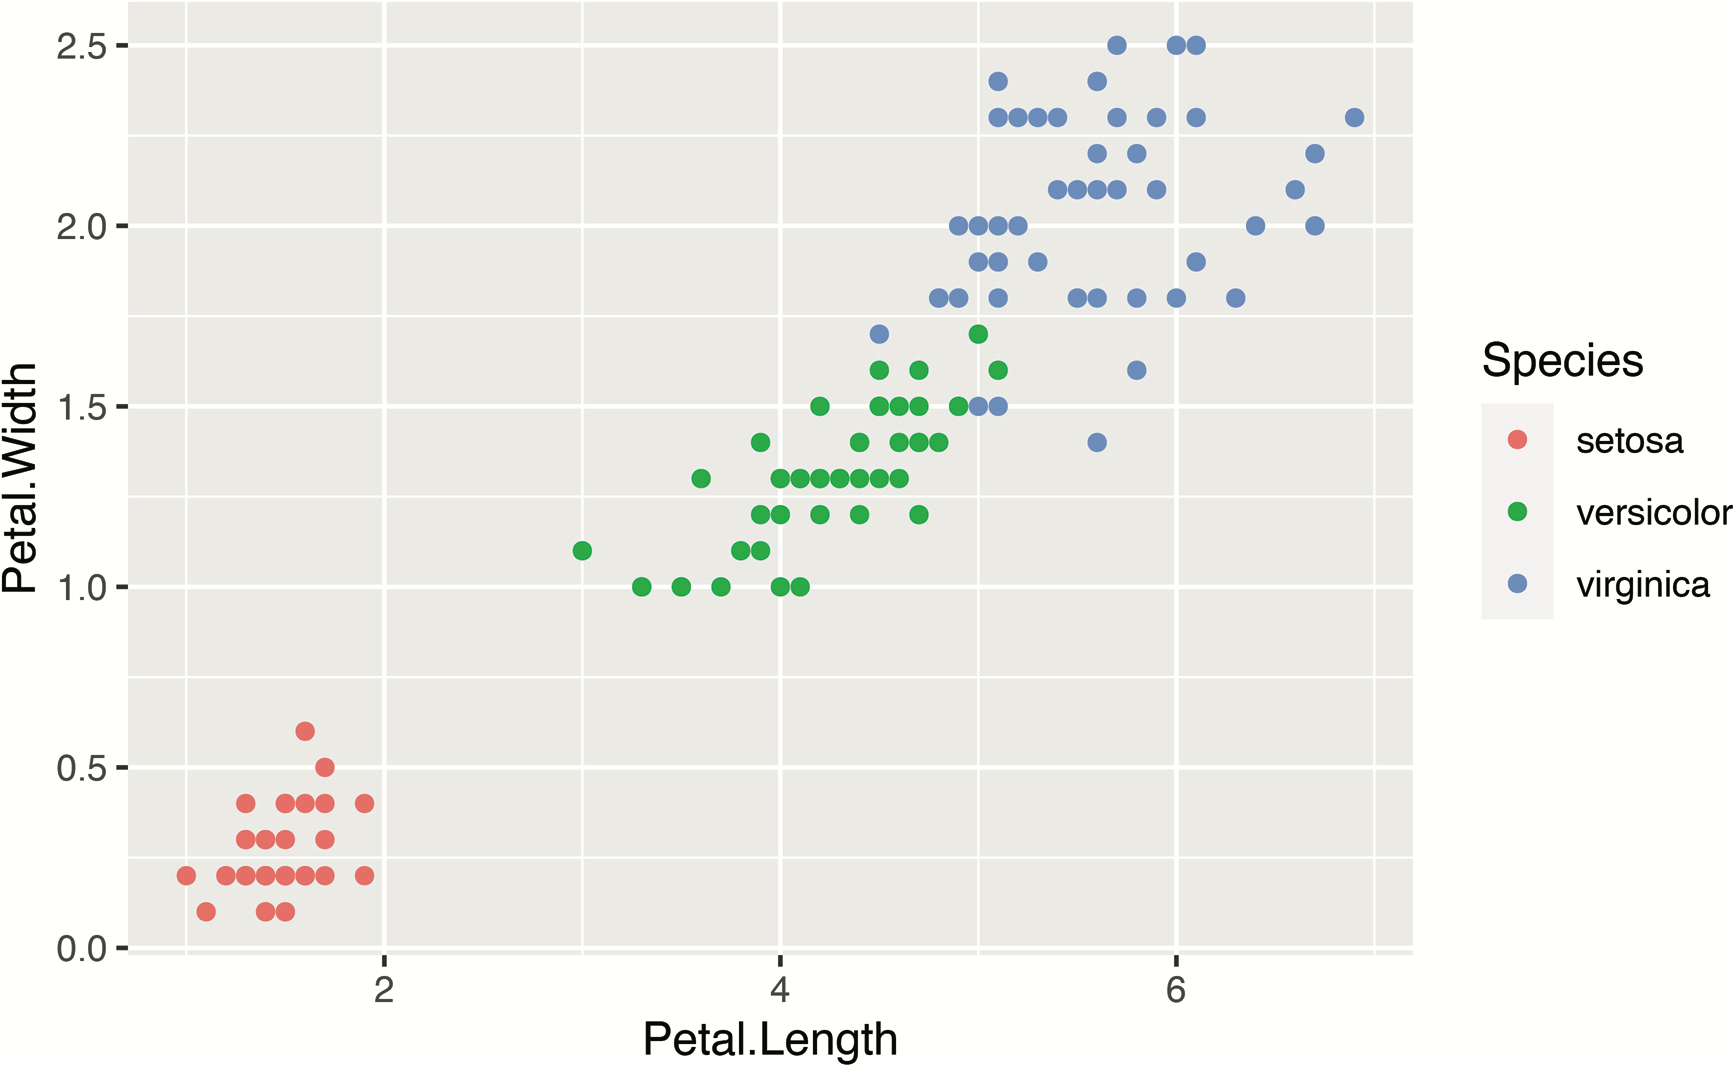 2.5
2.0
1.5
1.0
0.5
0.0
Petal.Width
2 4 6
Petal.Length
Species
setosa
versicolor
virginica